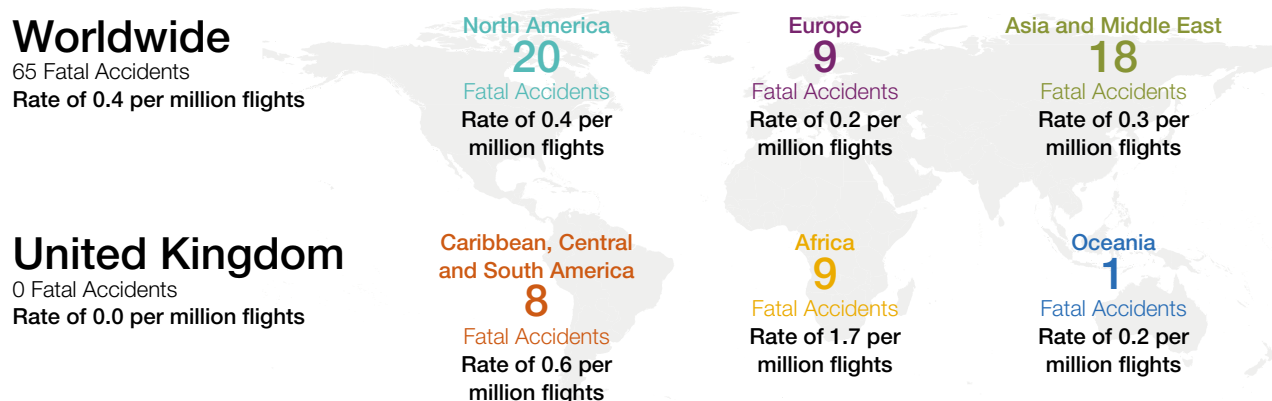 Worldwide
65 Fatal Accidents
Rate of 0.4 per million flights
North America
20
Fatal Accidents
Rate of 0.4 per
million flights
Europe
9
Fatal Accidents
Rate of 0.2 per
million flights
Asia and Middle East
18
Fatal Accidents
Rate of 0.3 per
million flights
United Kingdom
0 Fatal Accidents
Rate of 0.0 per million flights
Caribbean, Central
and South America
8
Fatal Accidents
Rate of 0.6 per
million flights
Africa
9
Fatal Accidents
Rate of 1.7 per
million flights
Oceania
1
Fatal Accidents
Rate of 0.2 per
million flights